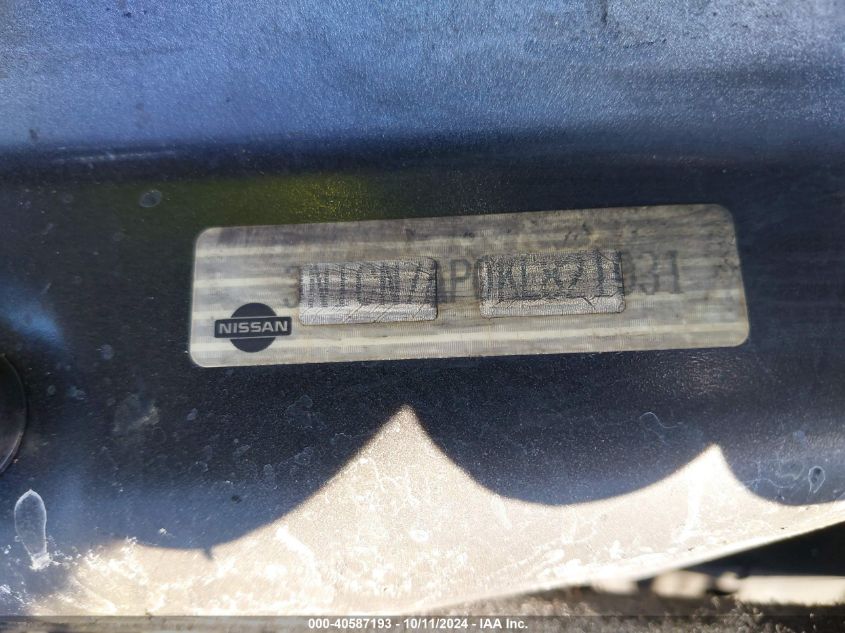 3N1CN7AP0KL821031
NISSAN
000-40587193 - 10/11/2024 - IAA Inc.